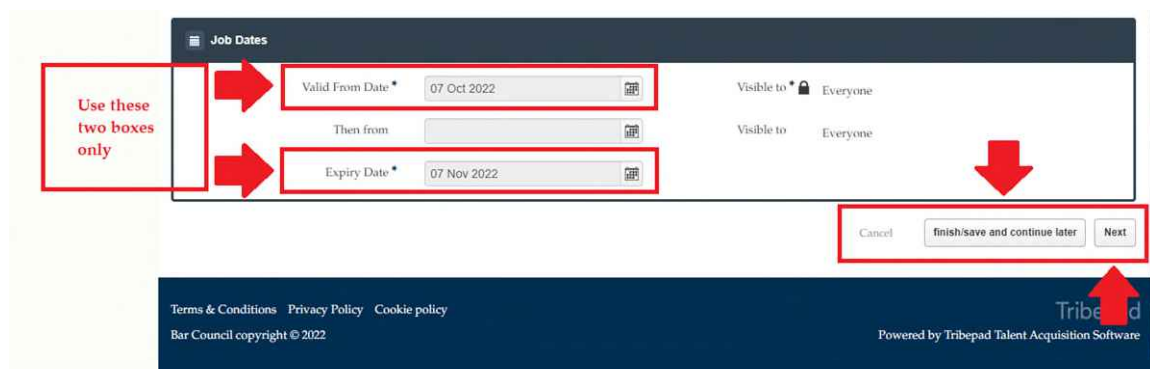 Job Dates
Use these
two boxes
only
Valid From Date * 07 Oct 2022 Visible to * Everyone
Then from Visible to Everyone
Expiry Date * 07 Nov 2022
Cancel finish/save and continue later Next
Terms & Conditions Privacy Policy Cookie policy
Bar Council copyright © 2022
Powered by Tribepad Talent Acquisition Software